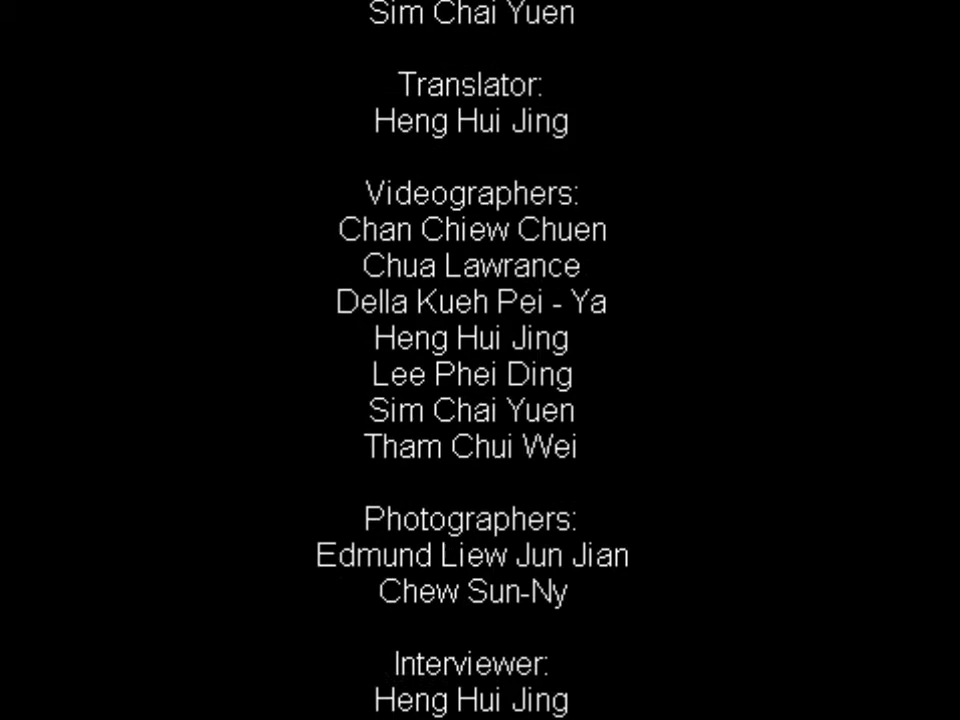 Sim Chai Yuen
Translator:
Heng Hui Jing
Videographers:
Chan Chiew Chuen
Chua Lawrance
Della Kueh Pei - Ya
Heng Hui Jing
Lee Phei Ding
Sim Chai Yuen
Tham Chui Wei
Photographers:
Edmund Liew Jun Jian
Chew Sun-Ny
Interviewer:
Heng Hui Jing